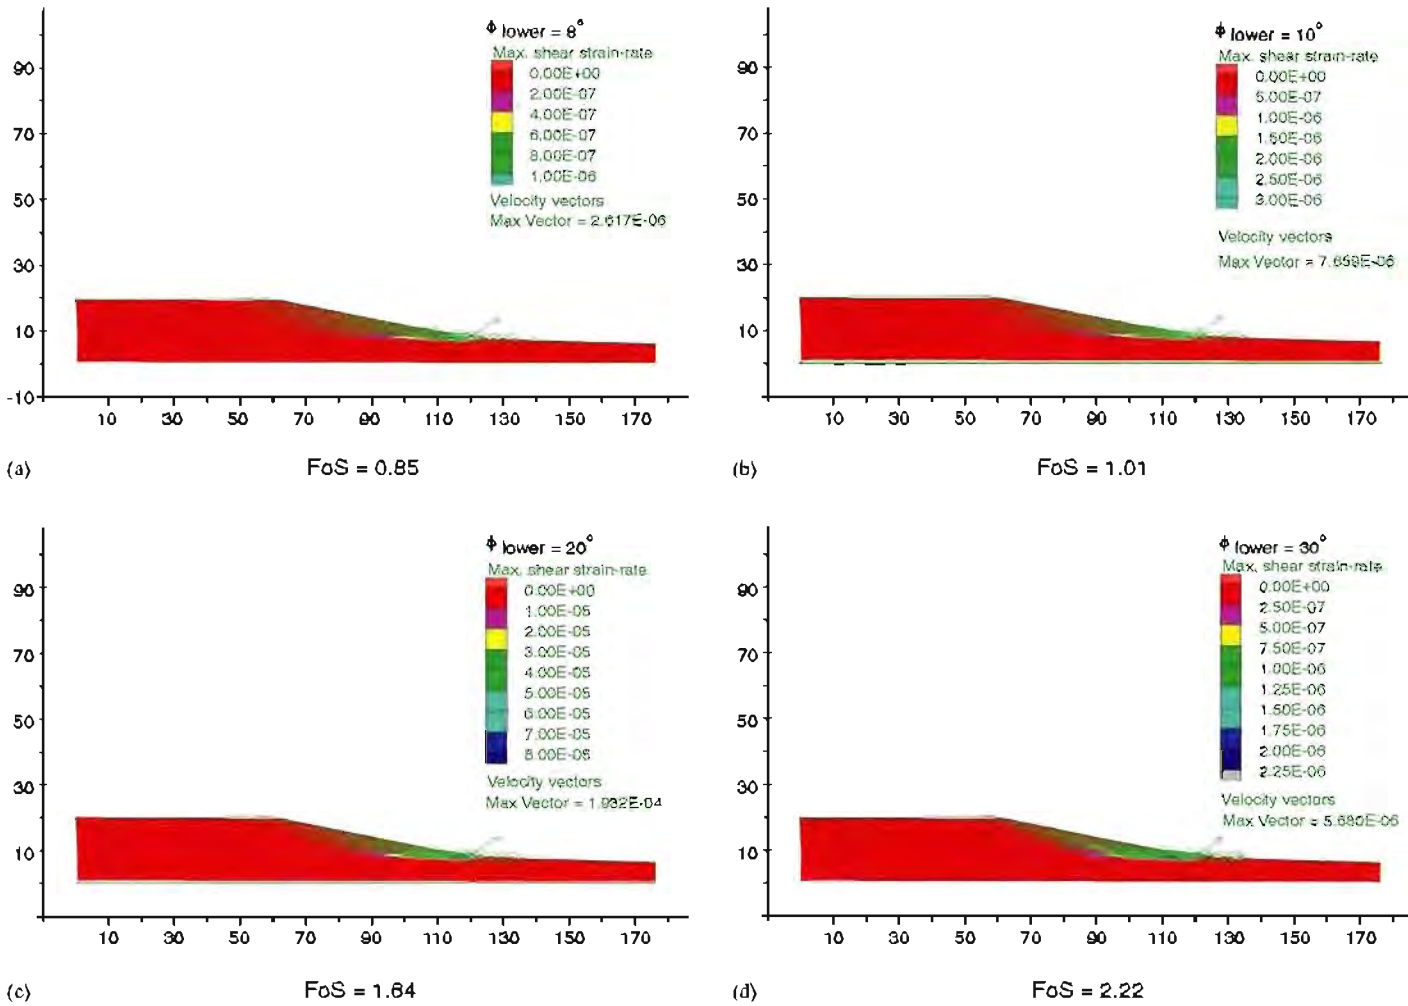 ϕ lower = 8°
Max. shear strain-rate
0.00E+00
2.00E-07
4.00E-07
6.00E-07
8.00E-07
1.00E-06
Velocity vectors
Max Vector = 2.617E-06
90
70
50
30
10
-10
10 30 50 70 90 110 130 150 170
(a) FoS = 0.85
ϕ lower = 10°
Max. shear strain-rate
0.00E+00
5.00E-07
1.00E-06
1.50E-06
2.00E-06
2.50E-06
3.00E-06
Velocity vectors
Max Vector = 7.659E-06
90
70
50
30
10
10 30 50 70 90 110 130 150 170
(b) FoS = 1.01
ϕ lower = 20°
Max. shear strain-rate
0.00E+00
1.00E-05
2.00E-05
3.00E-05
4.00E-05
5.00E-05
6.00E-05
7.00E-05
8.00E-05
Velocity vectors
Max Vector = 1.932E-04
90
70
50
30
10
10 30 50 70 90 110 130 150 170
(c) FoS = 1.64
ϕ lower = 30°
Max. shear strain-rate
0.00E+00
2.50E-07
5.00E-07
7.50E-07
1.00E-06
1.25E-06
1.50E-06
1.75E-06
2.00E-06
2.25E-06
Velocity vectors
Max Vector = 5.680E-06
90
70
50
30
10
10 30 50 70 90 110 130 150 170
(d) FoS = 2.22